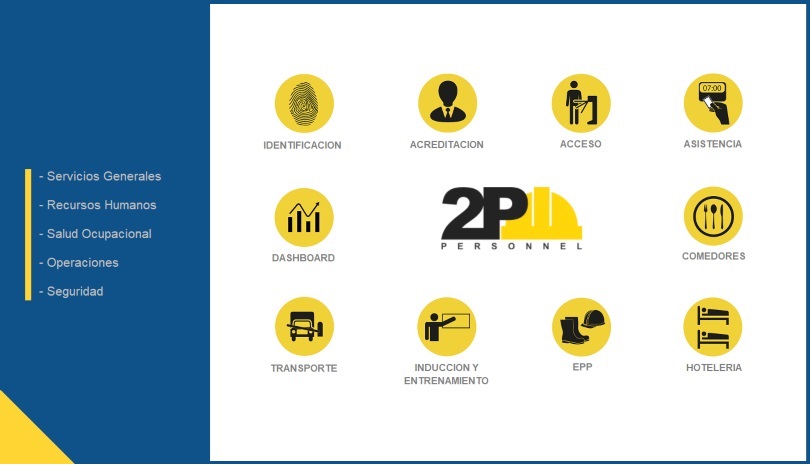 - Servicios Generales
- Recursos Humanos
- Salud Ocupacional
- Operaciones
- Seguridad
IDENTIFICACION
ACREDITACION
ACCESO
07:00
ASISTENCIA
DASHBOARD
2P
PERSONNEL
COMEDORES
TRANSPORTE
INDUCCION Y
ENTRENAMIENTO
EPP
HOTELERIA